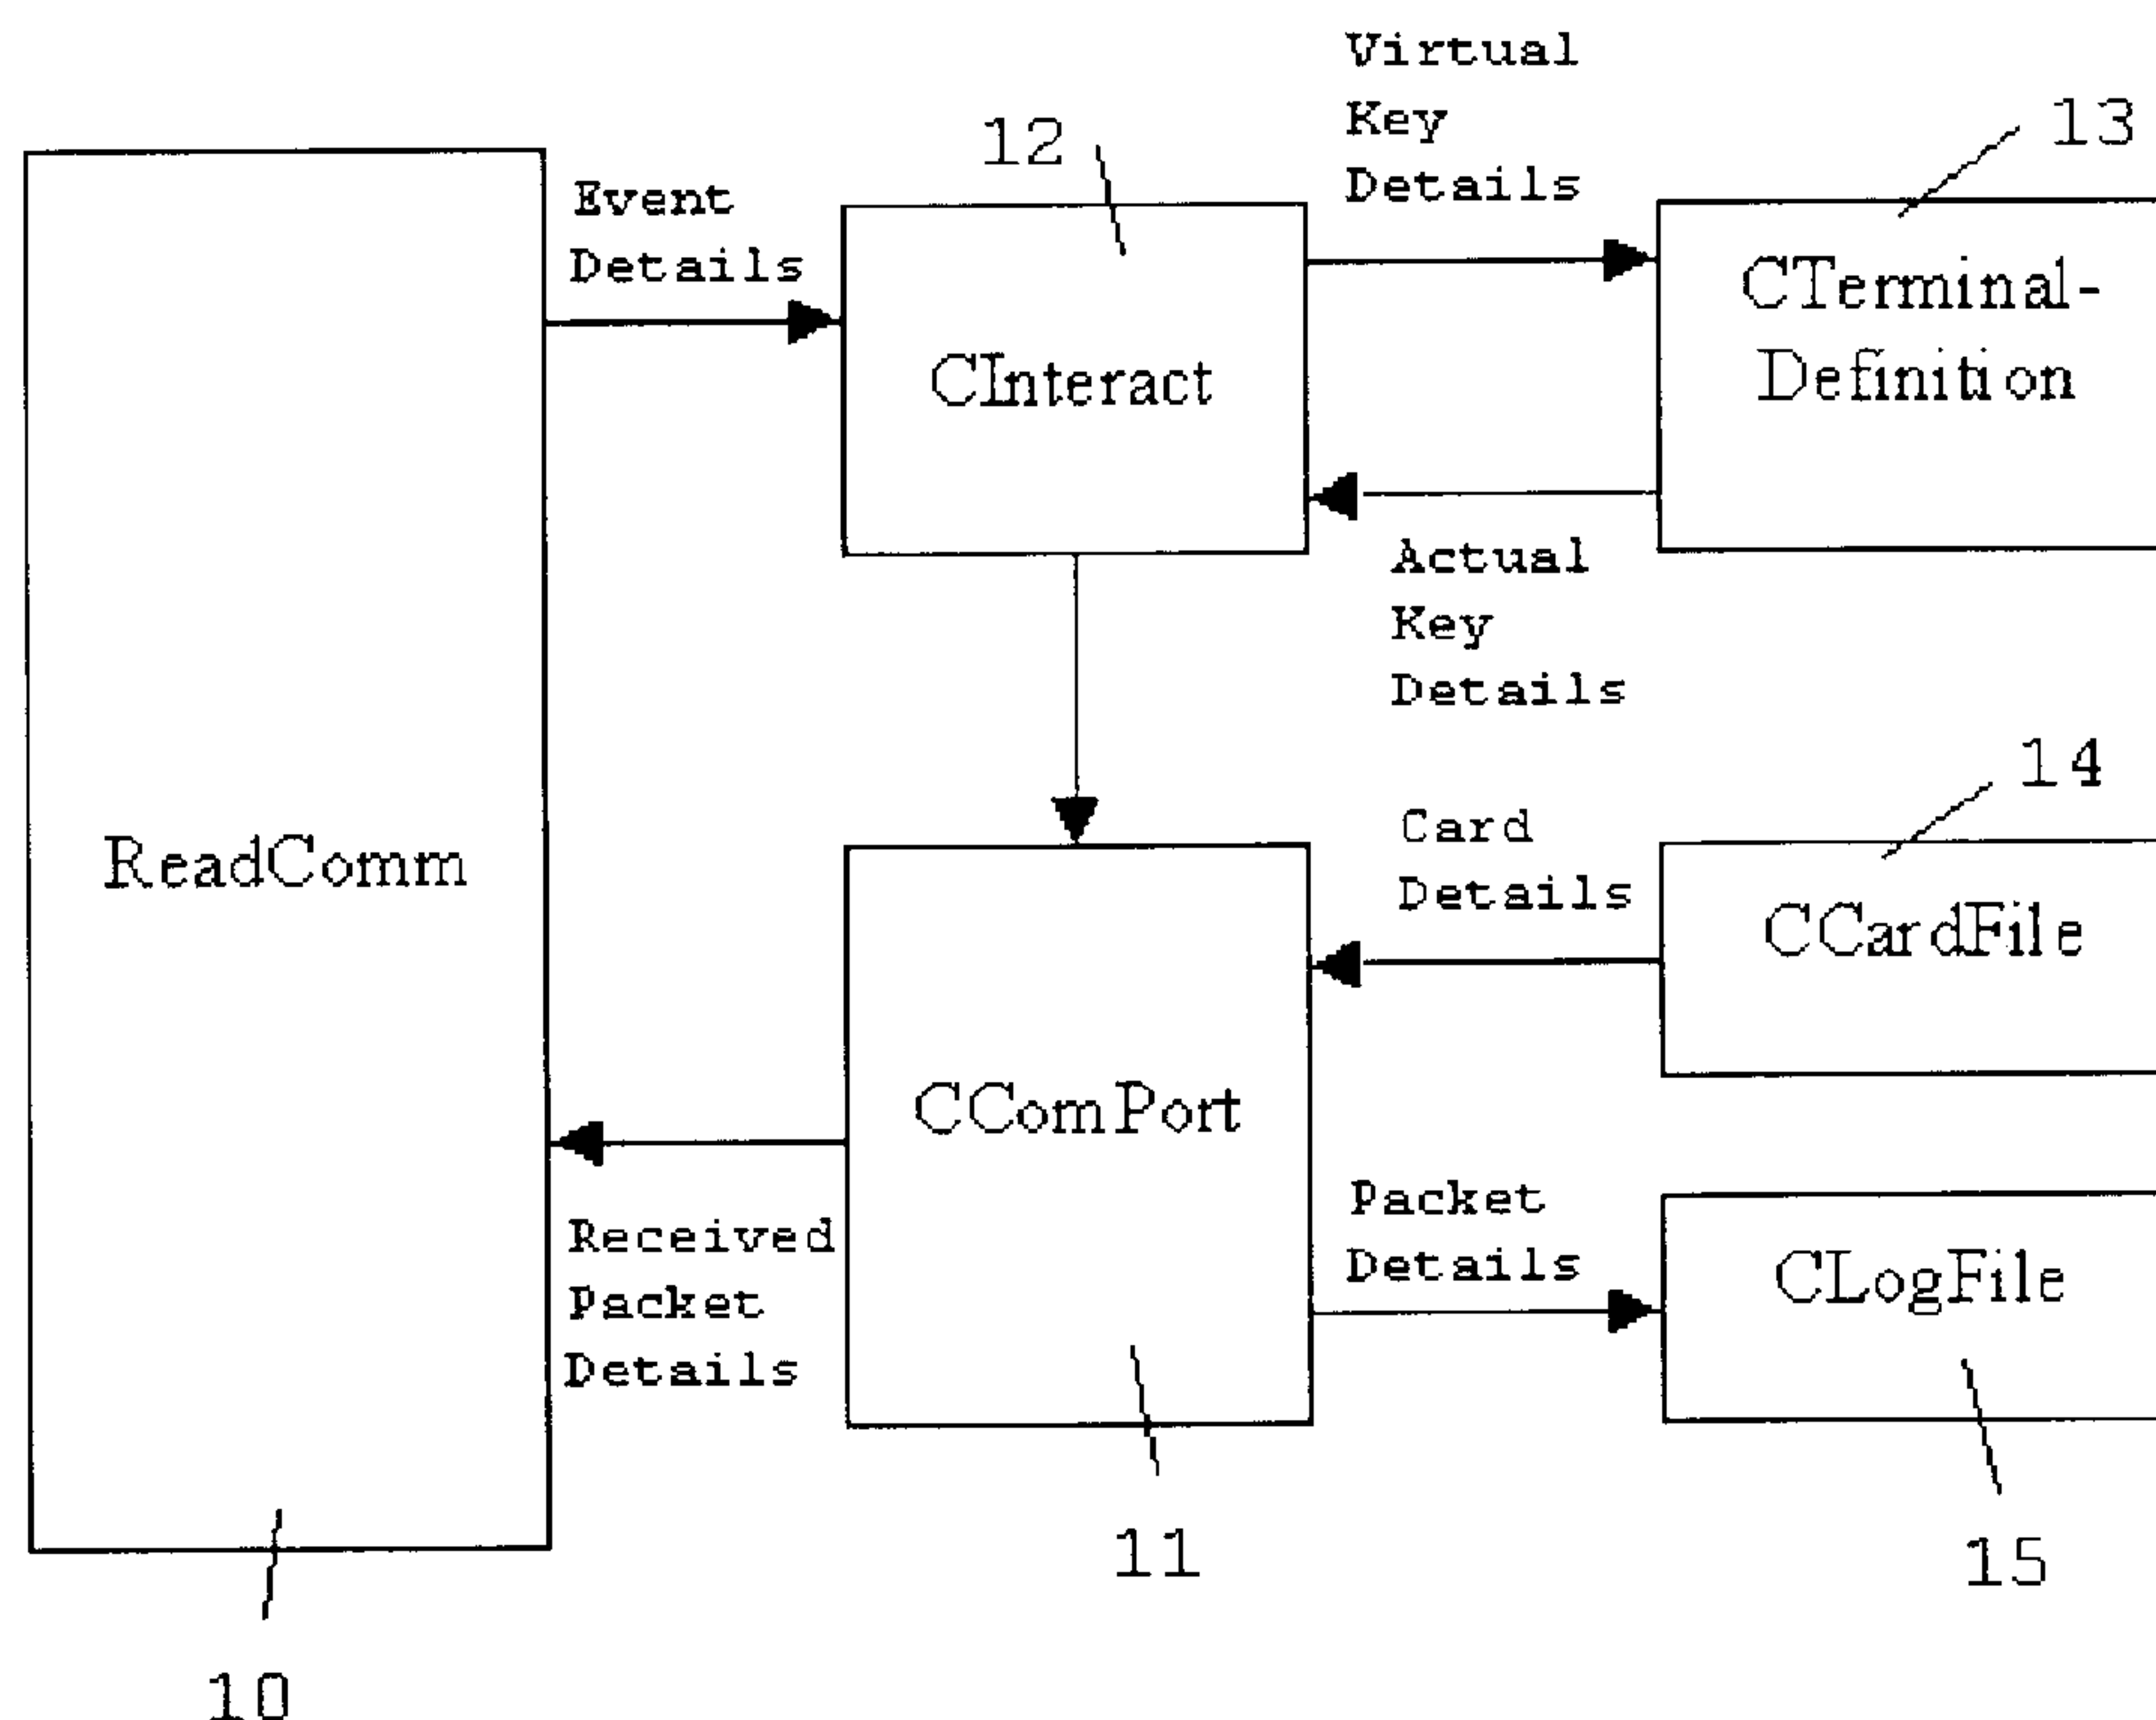 Virtual
Key
Details
12
13
Event
Details
CTerminal-
Definition
CInteract
Actual
Key
Details
14
Card
Details
ReadComm
CCardFile
CComPort
Packet
Details
Received
Packet
Details
CLogFile
11
15
10